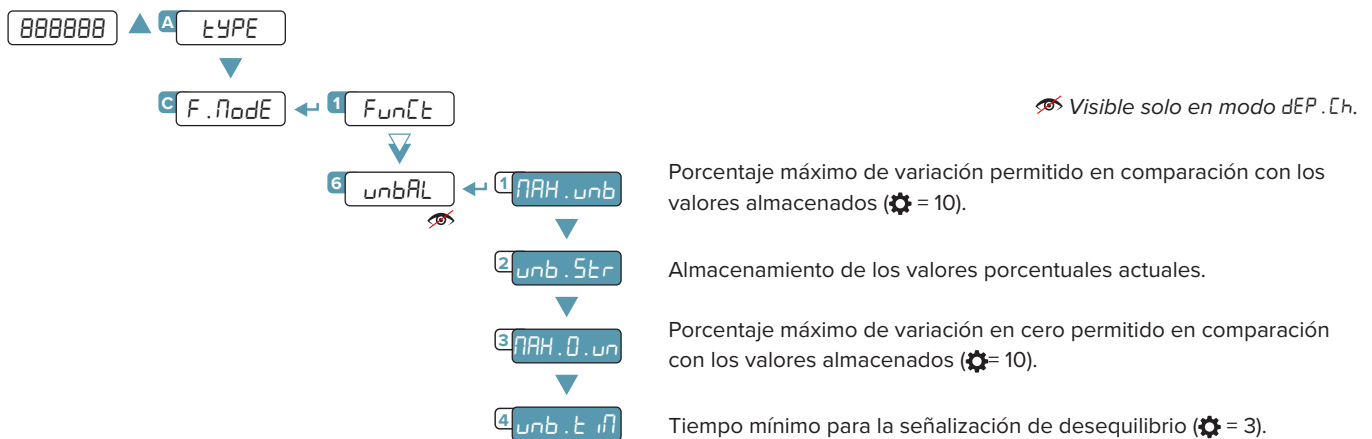 888888 A tYPE
C F.ModE 1 FunCt
Visible solo en modo dEP.Ch.
6 unbAL 1 MAH.unb
Porcentaje máximo de variación permitido en comparación con los
valores almacenados ( = 10).
2 unb.Str
Almacenamiento de los valores porcentuales actuales.
3 MAH.0.un
Porcentaje máximo de variación en cero permitido en comparación
con los valores almacenados ( = 10).
4 unb.tiM
Tiempo mínimo para la señalización de desequilibrio ( = 3).